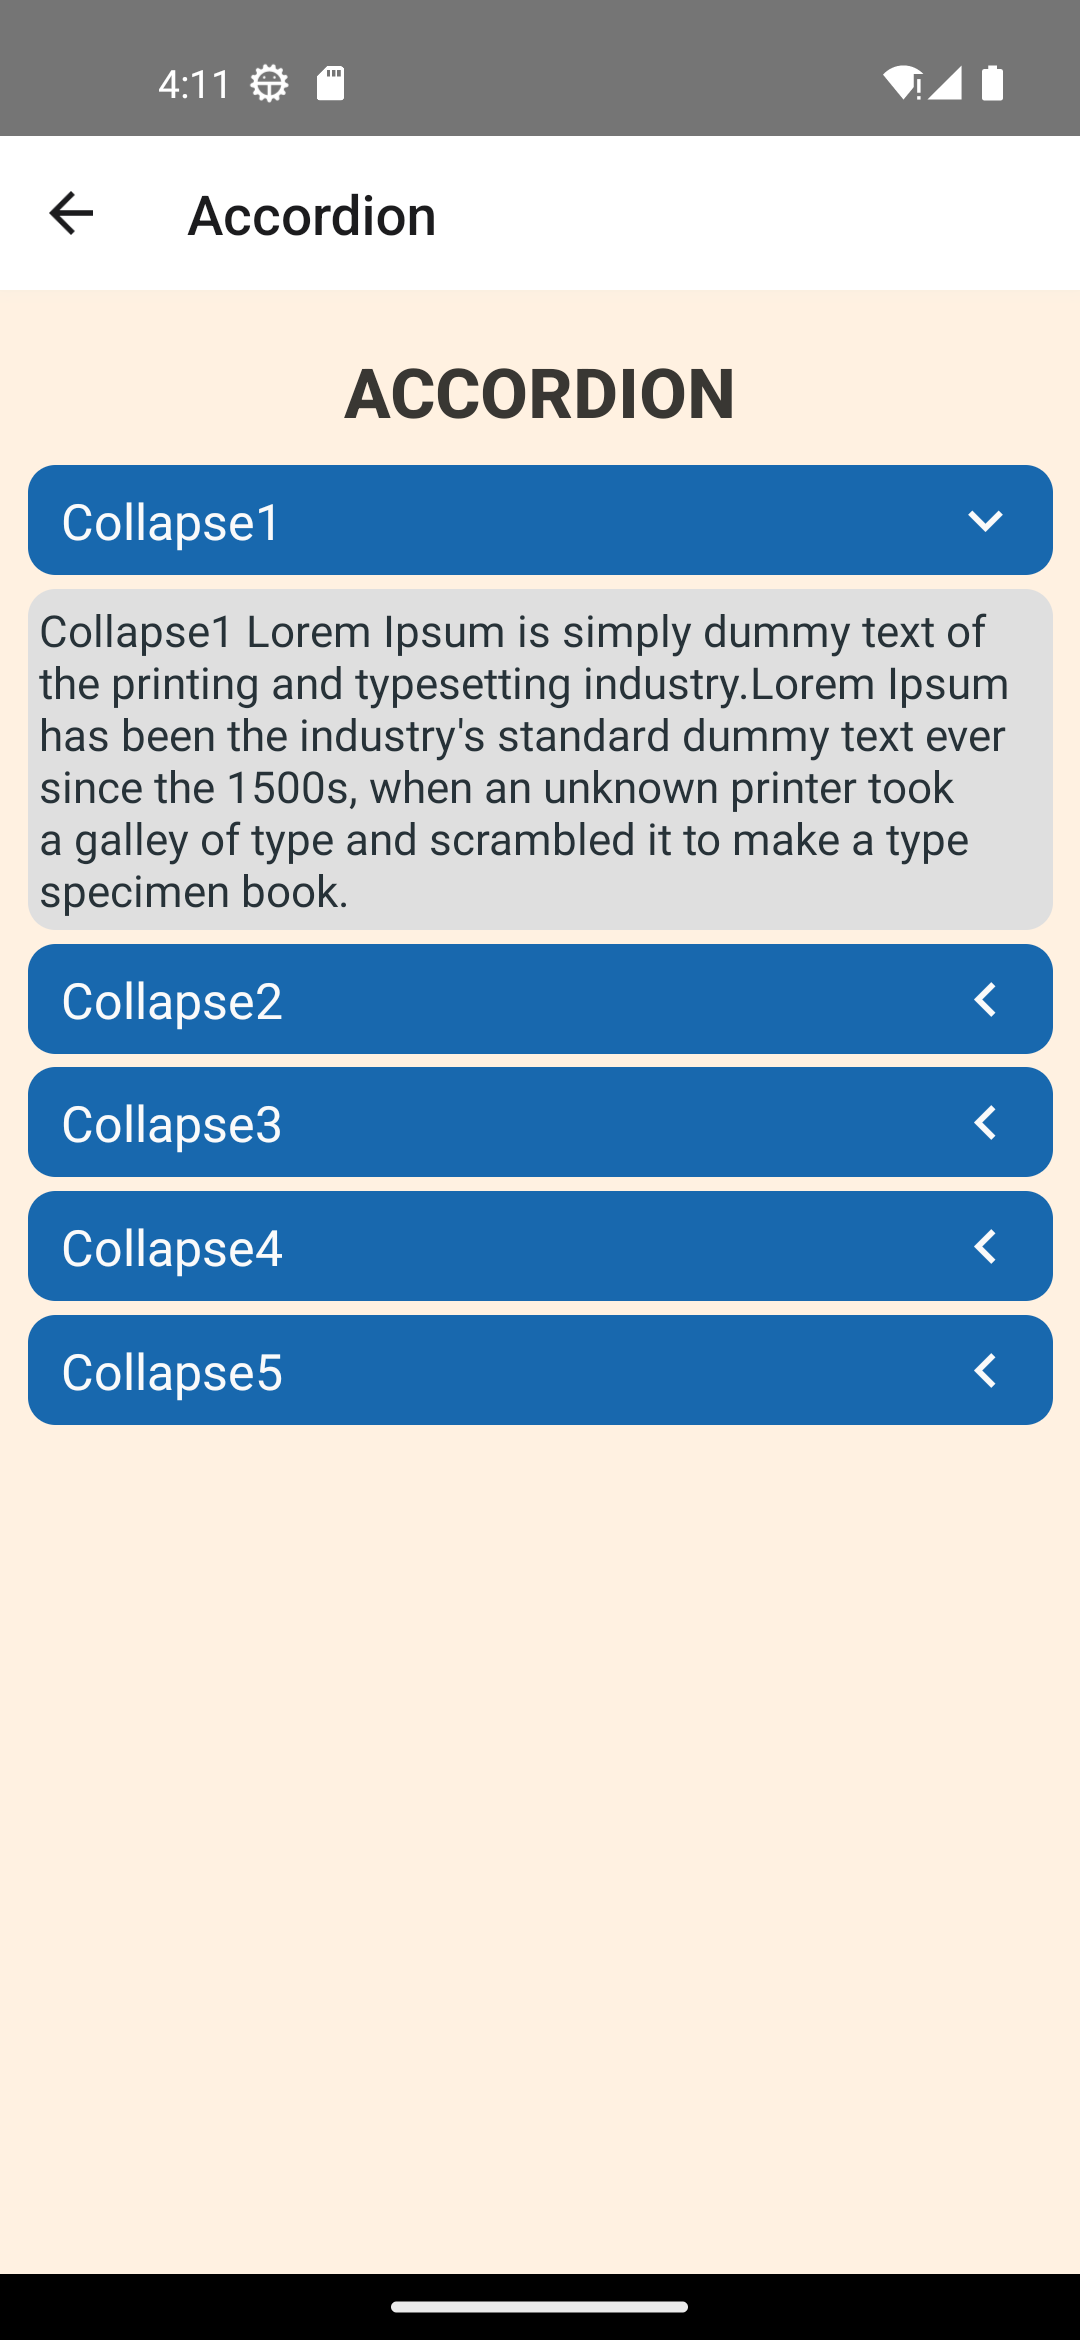 4:11
Accordion
ACCORDION
Collapse1
Collapse1 Lorem Ipsum is simply dummy text of
the printing and typesetting industry.Lorem Ipsum
has been the industry's standard dummy text ever
since the 1500s, when an unknown printer took
a galley of type and scrambled it to make a type
specimen book.
Collapse2
Collapse3
Collapse4
Collapse5